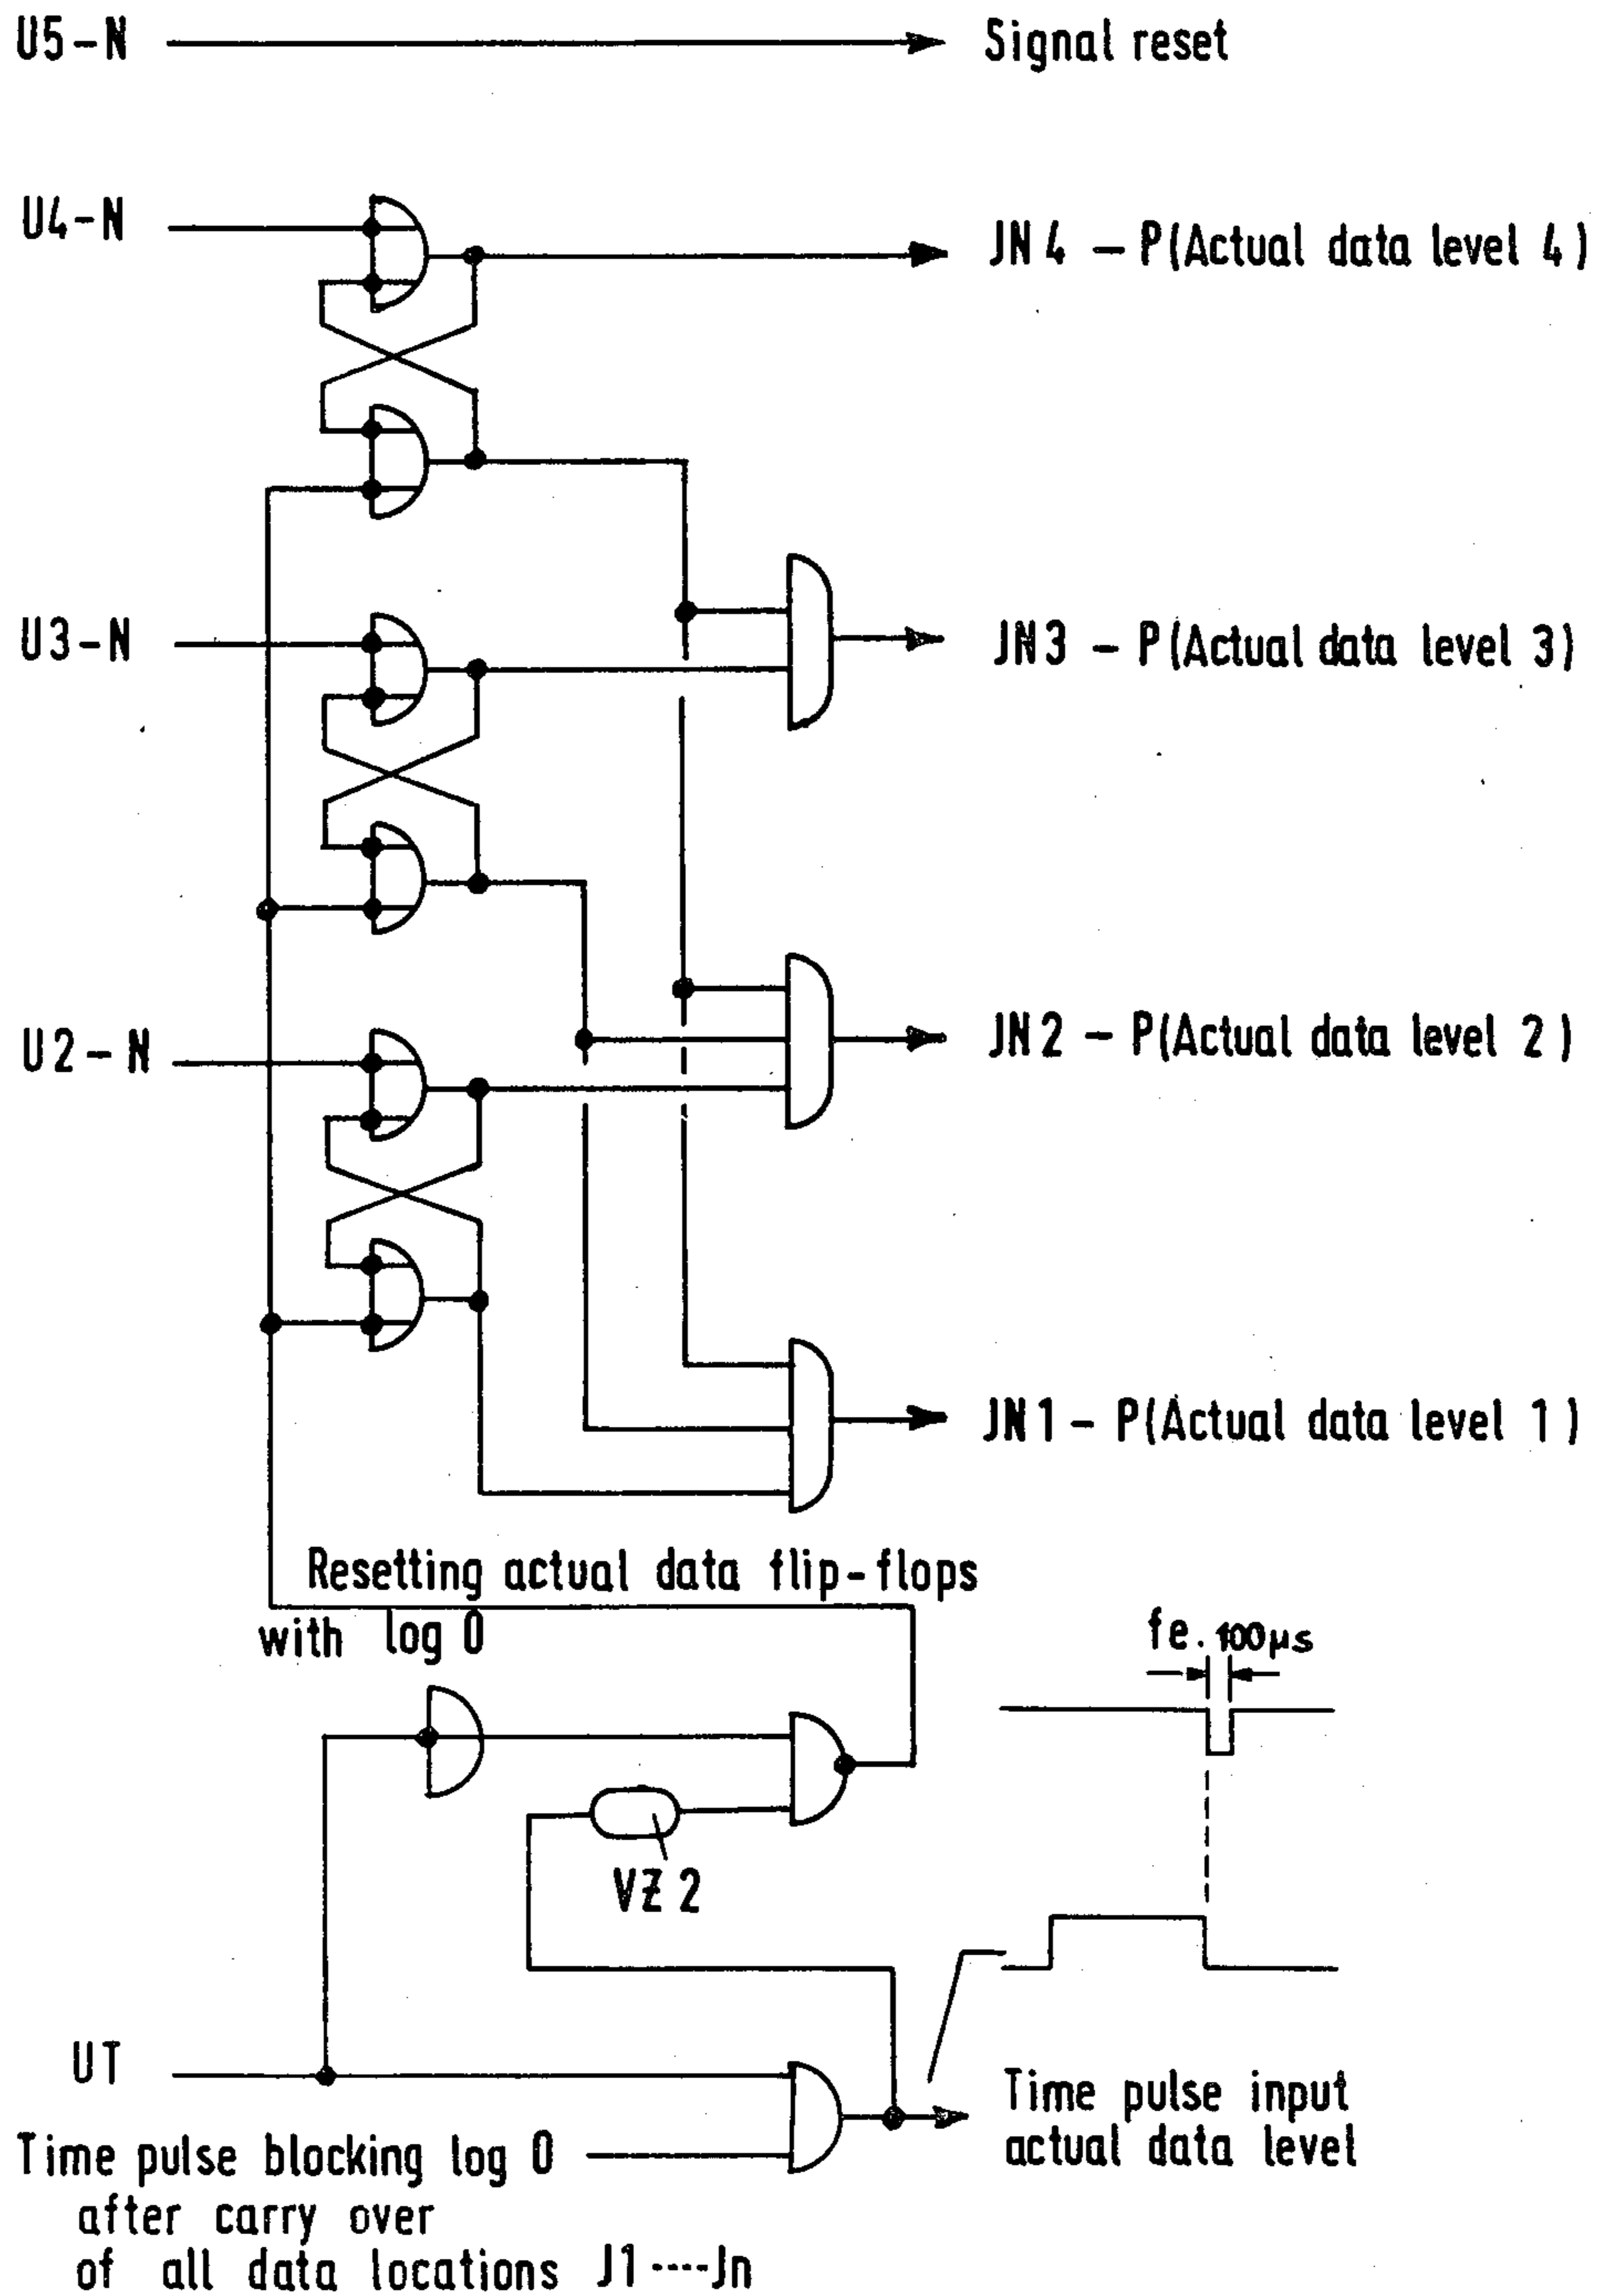 U5-N
Signal reset
U4-N
JN 4 - P(Actual data level 4)
U3-N
JN3 - P(Actual data level 3)
U2-N
JN2 - P(Actual data level 2)
JN1 - P(Actual data level 1)
Resetting actual data flip-flops
with log 0
fe. 100µs
VZ 2
UT
Time pulse input
actual data level
Time pulse blocking log 0
after carry over
of all data locations J1----Jn